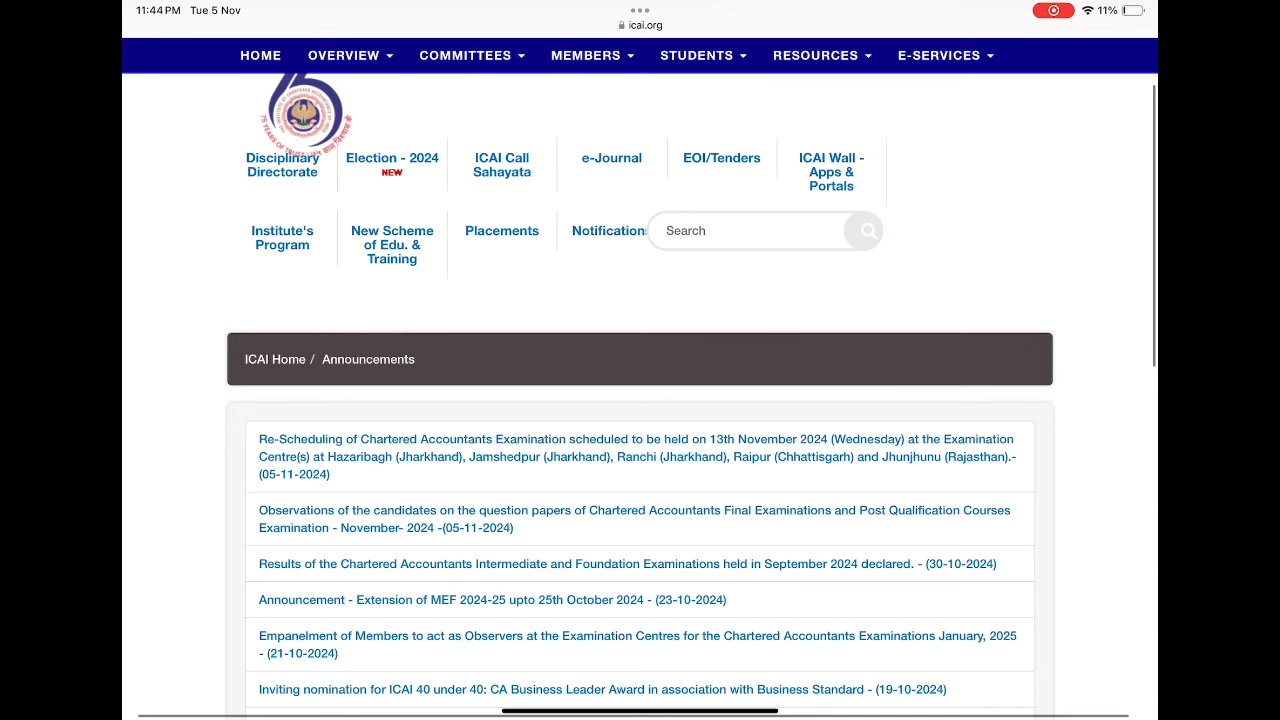 11:44 PM Tue 5 Nov
11%
icai.org
HOME OVERVIEW COMMITTEES MEMBERS STUDENTS RESOURCES E-SERVICES
Disciplinary Directorate
Election - 2024
NEW
ICAI Call Sahayata
e-Journal
EOI/Tenders
ICAI Wall - Apps & Portals
Institute's Program
New Scheme of Edu. & Training
Placements
Notification
Search
ICAI Home / Announcements
Re-Scheduling of Chartered Accountants Examination scheduled to be held on 13th November 2024 (Wednesday) at the Examination
Centre(s) at Hazaribagh (Jharkhand), Jamshedpur (Jharkhand), Ranchi (Jharkhand), Raipur (Chhattisgarh) and Jhunjhunu (Rajasthan).-
(05-11-2024)
Observations of the candidates on the question papers of Chartered Accountants Final Examinations and Post Qualification Courses
Examination - November- 2024 -(05-11-2024)
Results of the Chartered Accountants Intermediate and Foundation Examinations held in September 2024 declared. - (30-10-2024)
Announcement - Extension of MEF 2024-25 upto 25th October 2024 - (23-10-2024)
Empanelment of Members to act as Observers at the Examination Centres for the Chartered Accountants Examinations January, 2025
- (21-10-2024)
Inviting nomination for ICAI 40 under 40: CA Business Leader Award in association with Business Standard - (19-10-2024)